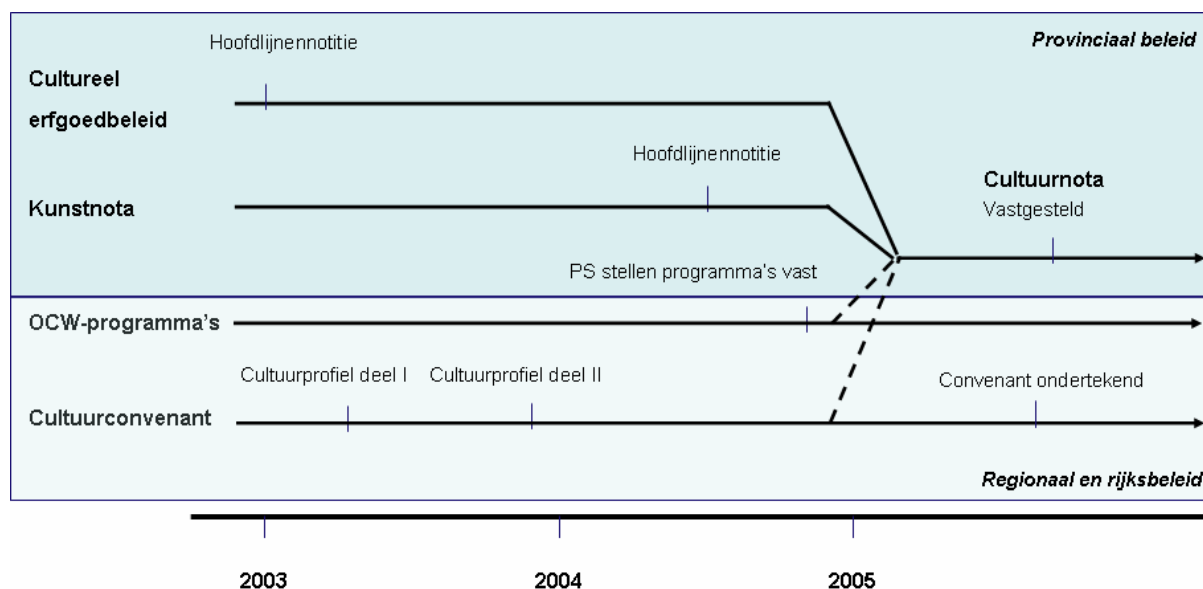 Hoofdlijnennotitie
Provinciaal beleid
Cultureel
erfgoedbeleid
Hoofdlijnennotitie
Cultuurnota
Kunstnota
Vastgesteld
PS stellen programma's vast
OCW-programma's
Cultuurprofiel deel I
Cultuurprofiel deel II
Convenant ondertekend
Cultuurconvenant
Regionaal en rijksbeleid
2003
2004
2005